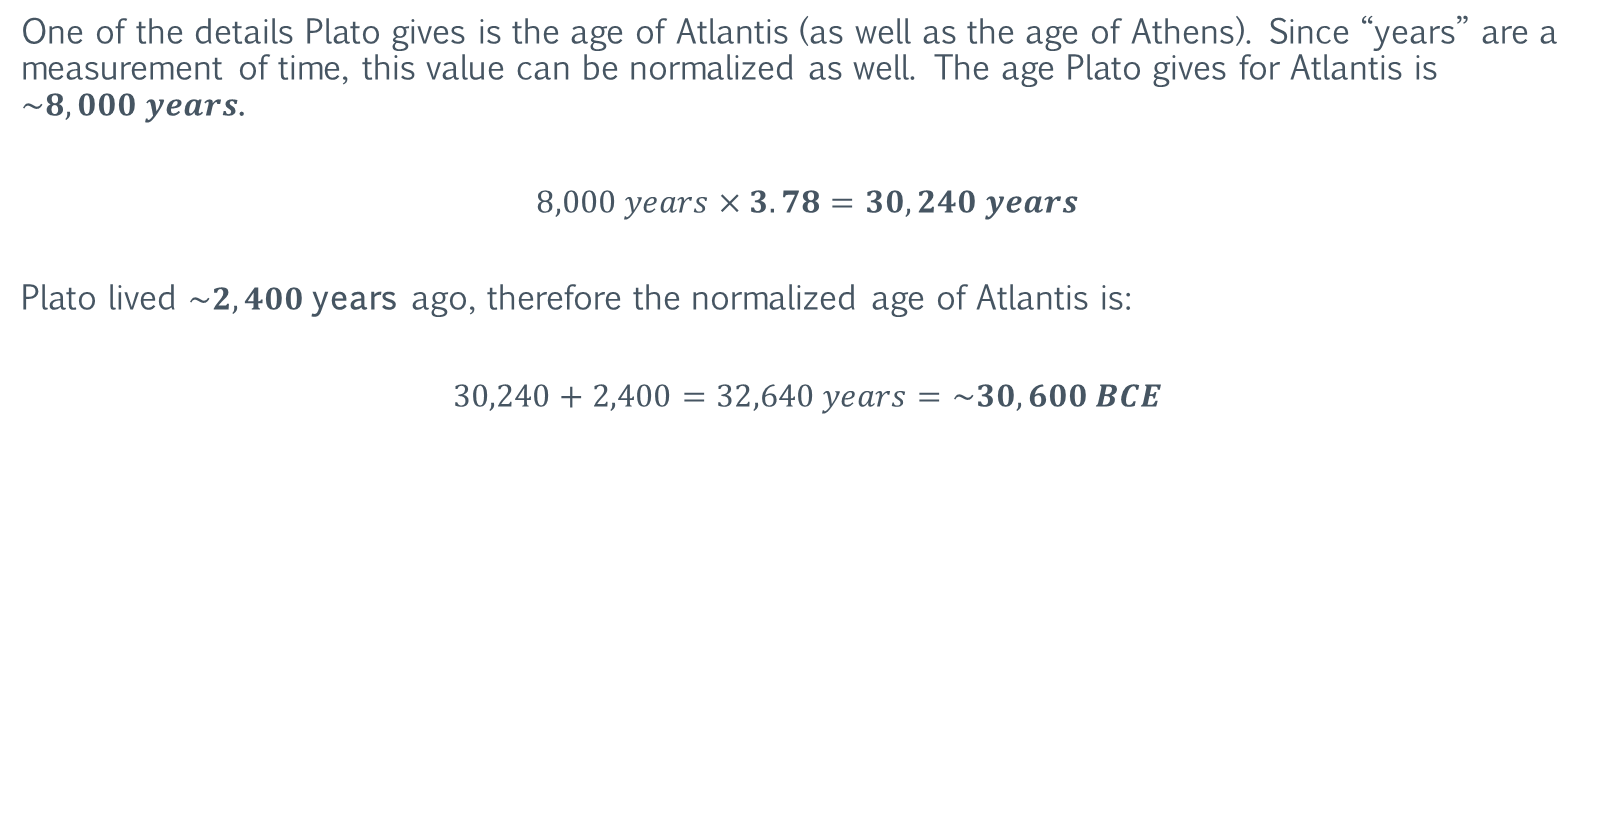 One of the details Plato gives is the age of Atlantis (as well as the age of Athens). Since “years” are a
measurement of time, this value can be normalized as well. The age Plato gives for Atlantis is
~8,000 years.
8,000 years × 3.78 = 30,240 years
Plato lived ~2,400 years ago, therefore the normalized age of Atlantis is:
30,240 + 2,400 = 32,640 years = ~30,600 BCE